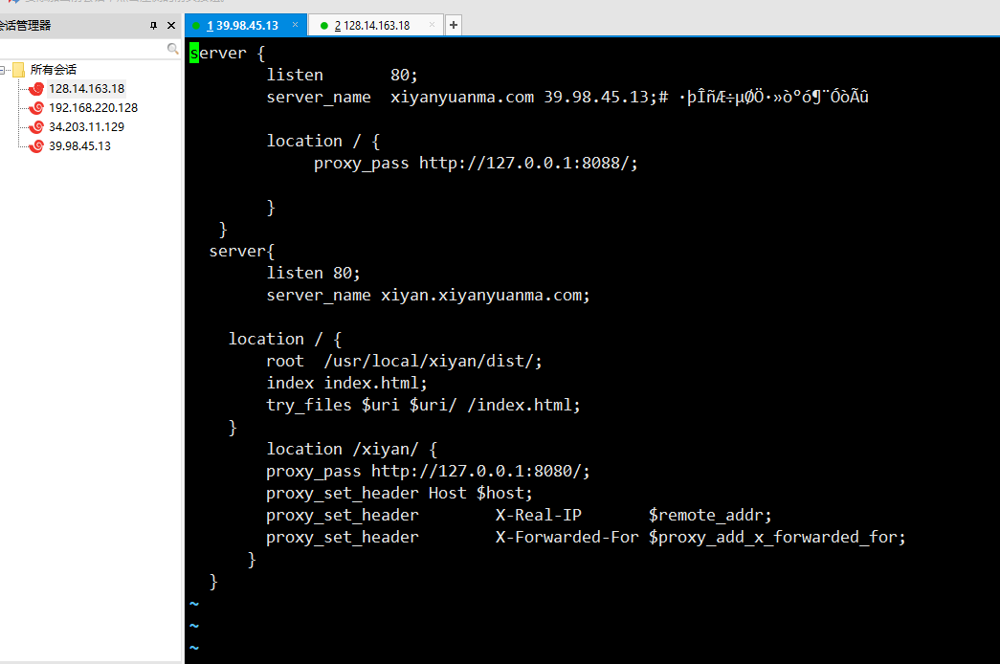 会话管理器
所有会话
128.14.163.18
192.168.220.128
34.203.11.129
39.98.45.13
1 39.98.45.13 ×
2 128.14.163.18 ×
+
server {
listen 80;
server_name xiyanyuanma.com 39.98.45.13;# ·þÎñÆ÷µØÖ·»òºó¶¨ÓòÃû
location / {
proxy_pass http://127.0.0.1:8088/;
}
}
server{
listen 80;
server_name xiyan.xiyanyuanma.com;
location / {
root /usr/local/xiyan/dist/;
index index.html;
try_files $uri $uri/ /index.html;
}
location /xiyan/ {
proxy_pass http://127.0.0.1:8080/;
proxy_set_header Host $host;
proxy_set_header X-Real-IP $remote_addr;
proxy_set_header X-Forwarded-For $proxy_add_x_forwarded_for;
}
}
~
~
~